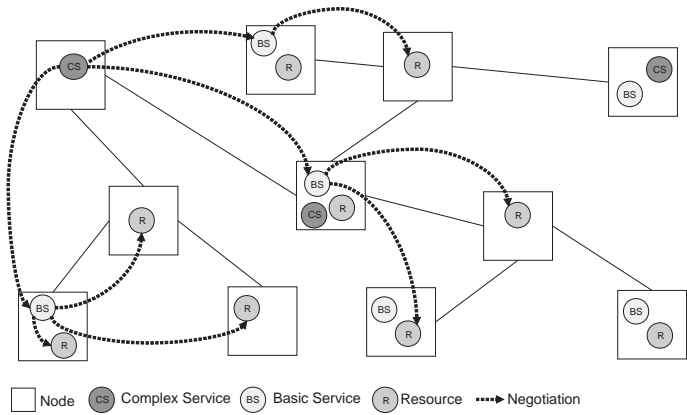 BS
CS
R
R
CS
BS
BS
CS
R
R
R
BS
R
R
BS
R
BS
R
Node
CS
Complex Service
BS
Basic Service
R
Resource
Negotiation